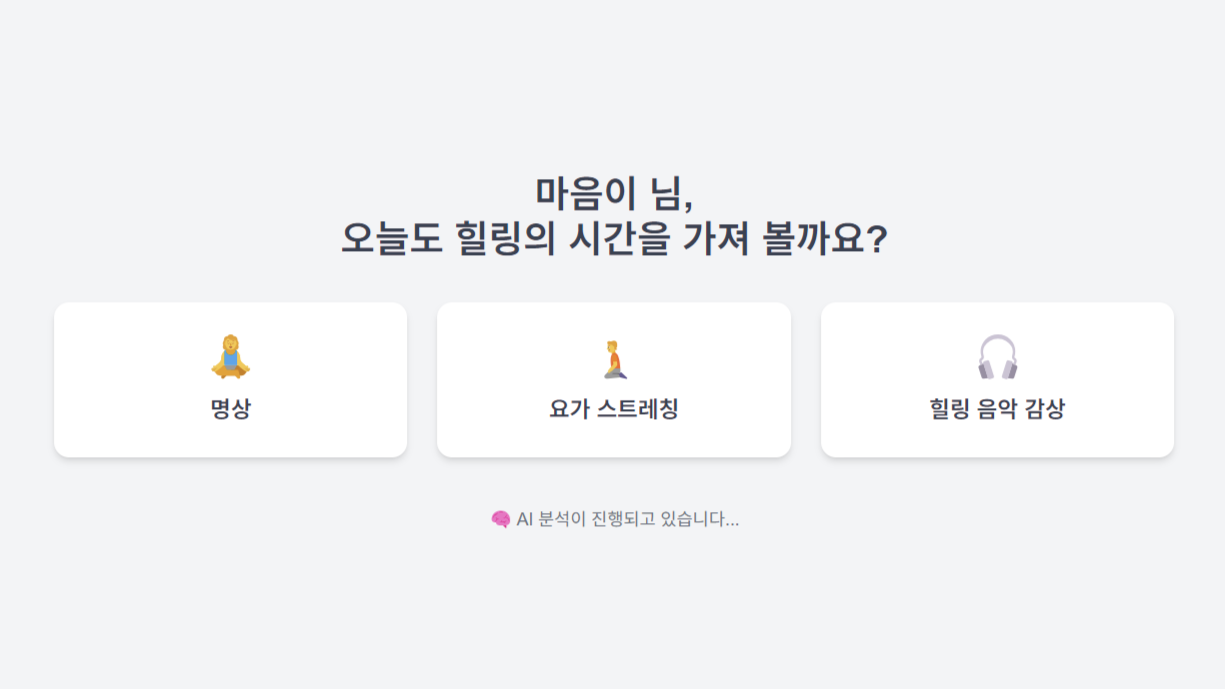 마음이 님,
오늘도 힐링의 시간을 가져 볼까요?
명상
요가 스트레칭
힐링 음악 감상
AI 분석이 진행되고 있습니다...